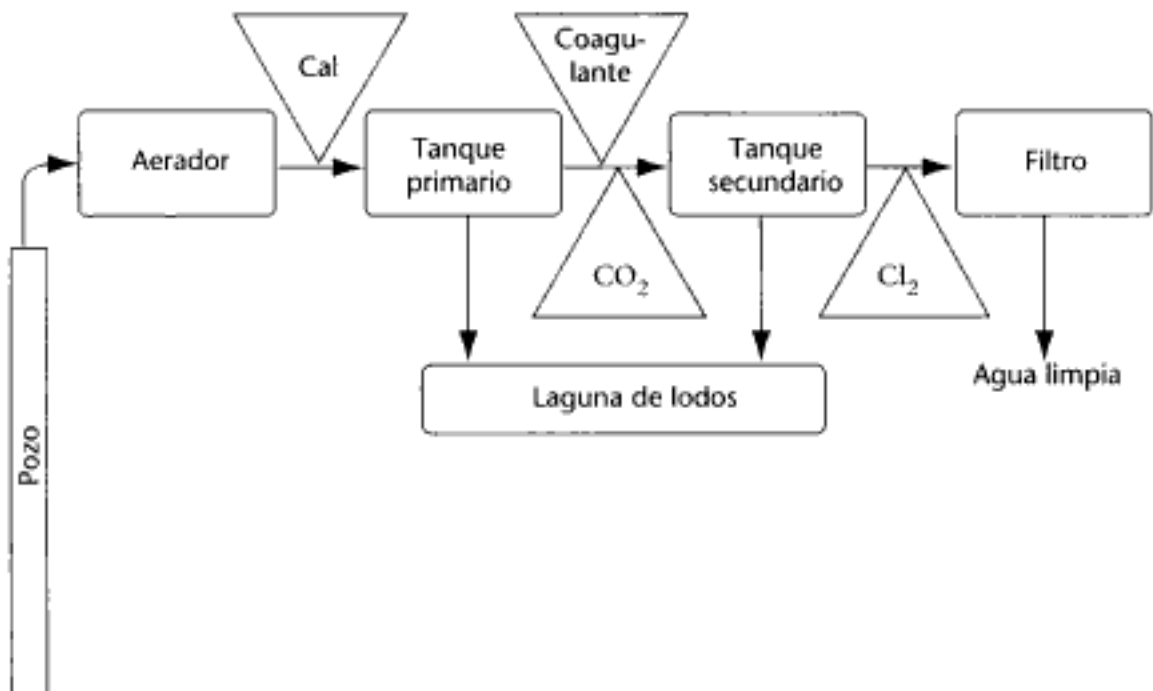 Cal
Coagu-
lante
Aerador
Tanque
primario
Tanque
secundario
Filtro
CO₂
Cl₂
Agua limpia
Laguna de lodos
Pozo